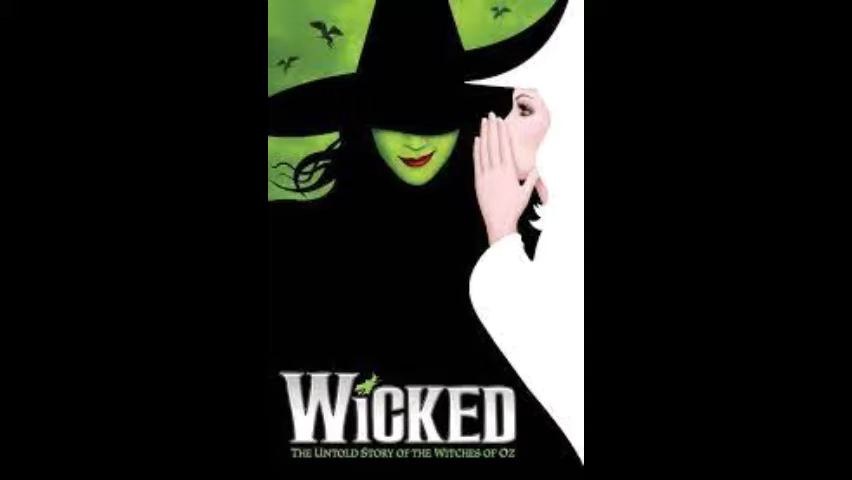 WICKED
THE UNTOLD STORY OF THE WITCHES OF OZ